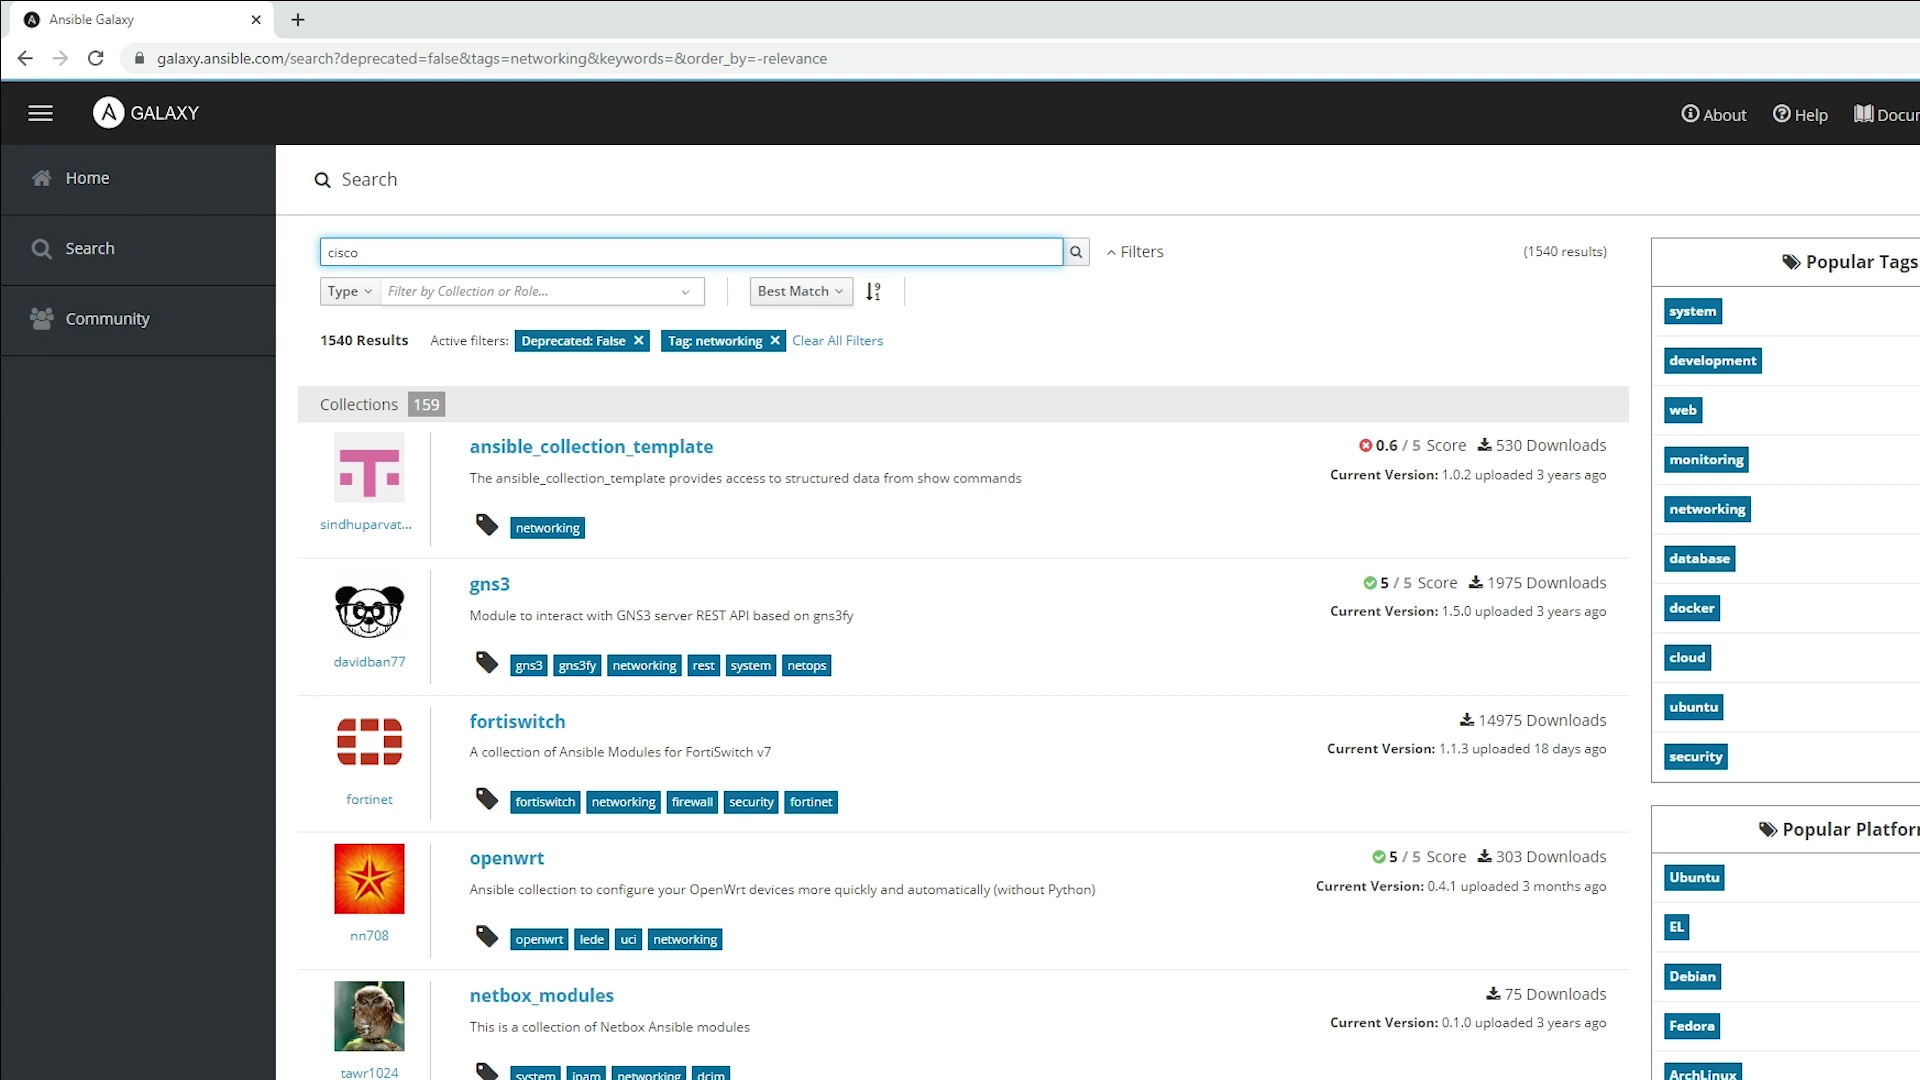 Ansible Galaxy
galaxy.ansible.com/search?deprecated=false&tags=networking&keywords=&order_by=-relevance
A GALAXY
About
Help
Docu
Home
Search
Community
Search
cisco
Filters
(1540 results)
Type
Filter by Collection or Role...
Best Match
1540 Results Active filters: Deprecated: False Tag: networking Clear All Filters
Collections 159
ansible_collection_template
The ansible_collection_template provides access to structured data from show commands
sindhuparvat...
networking
0.6 / 5 Score 530 Downloads
Current Version: 1.0.2 uploaded 3 years ago
gns3
Module to interact with GNS3 server REST API based on gns3fy
davidban77
gns3 gns3fy networking rest system netops
5 / 5 Score 1975 Downloads
Current Version: 1.5.0 uploaded 3 years ago
fortiswitch
A collection of Ansible Modules for FortiSwitch v7
fortinet
fortiswitch networking firewall security fortinet
14975 Downloads
Current Version: 1.1.3 uploaded 18 days ago
openwrt
Ansible collection to configure your OpenWrt devices more quickly and automatically (without Python)
nn708
openwrt lede uci networking
5 / 5 Score 303 Downloads
Current Version: 0.4.1 uploaded 3 months ago
netbox_modules
This is a collection of Netbox Ansible modules
tawr1024
system ipam networking dcim
75 Downloads
Current Version: 0.1.0 uploaded 3 years ago
Popular Tags
system
development
web
monitoring
networking
database
docker
cloud
ubuntu
security
Popular Platfor
Ubuntu
EL
Debian
Fedora
ArchLinux